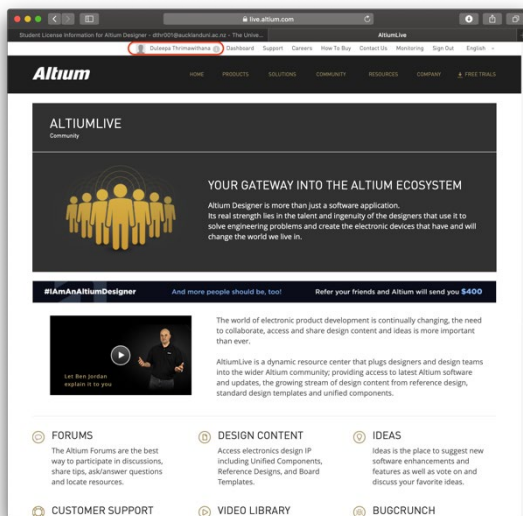 live.altium.com
Student License Information for Altium Designer - dthr001@aucklanduni.ac.nz - The Unive...
AltiumLive
Duleepa Thrimawithana Dashboard Support Careers How To Buy Contact Us Monitoring Sign Out English
Altium
HOME PRODUCTS SOLUTIONS COMMUNITY RESOURCES COMPANY FREE TRIALS
ALTIUMLIVE
Community
YOUR GATEWAY INTO THE ALTIUM ECOSYSTEM
Altium Designer is more than just a software application.
Its real strength lies in the talent and ingenuity of the designers that use it to
solve engineering problems and create the electronic devices that have and will
change the world we live in.
#IAmAnAltiumDesigner And more people should be, too! Refer your friends and Altium will send you $400
Let Ben Jordan
explain it to you
The world of electronic product development is continually changing, the need
to collaborate, access and share design content and ideas is more important
than ever.
AltiumLive is a dynamic resource center that plugs designers and design teams
into the wider Altium community; providing access to latest Altium software
and updates, the growing stream of design content from reference design,
standard design templates and unified components.
FORUMS
The Altium Forums are the best
way to participate in discussions,
share tips, ask/answer questions
and locate resources.
DESIGN CONTENT
Access electronics design IP
including Unified Components,
Reference Designs, and Board
Templates.
IDEAS
Ideas is the place to suggest new
software enhancements and
features as well as vote on and
discuss your favorite ideas.
CUSTOMER SUPPORT
VIDEO LIBRARY
BUGCRUNCH